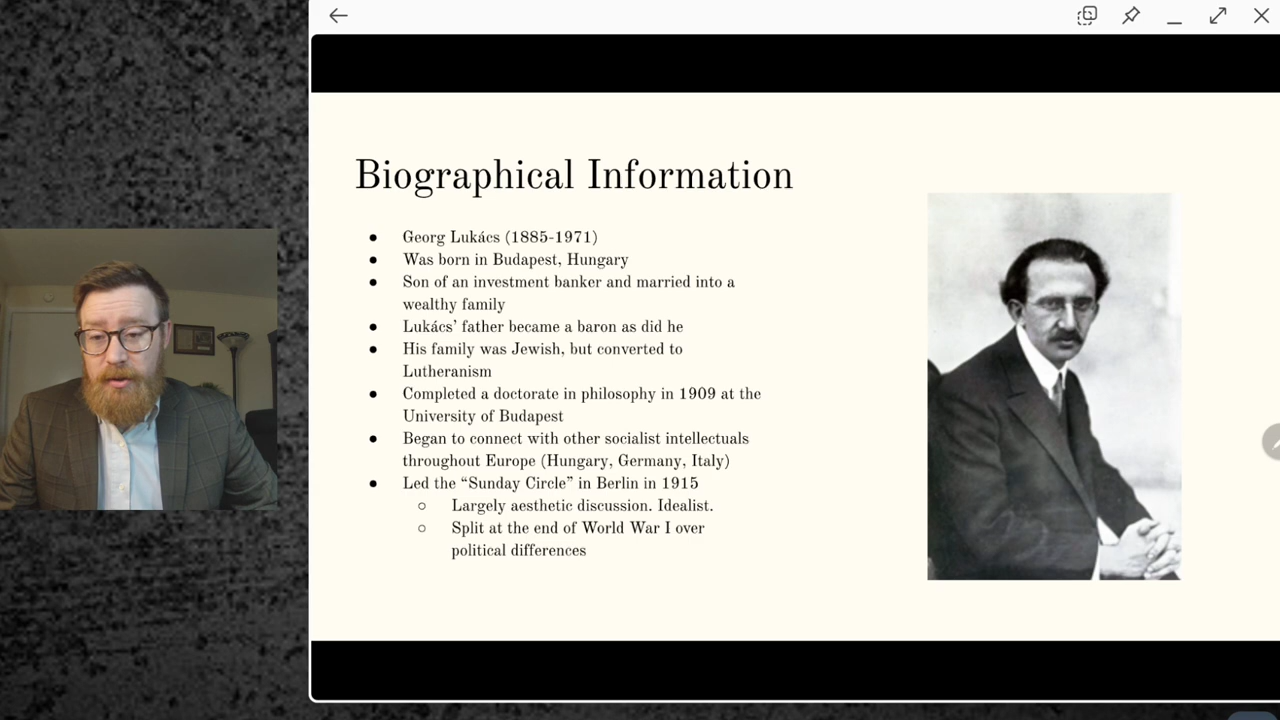 Biographical Information
● Georg Lukács (1885-1971)
● Was born in Budapest, Hungary
● Son of an investment banker and married into a
wealthy family
● Lukács’ father became a baron as did he
● His family was Jewish, but converted to
Lutheranism
● Completed a doctorate in philosophy in 1909 at the
University of Budapest
● Began to connect with other socialist intellectuals
throughout Europe (Hungary, Germany, Italy)
● Led the “Sunday Circle” in Berlin in 1915
○ Largely aesthetic discussion. Idealist.
○ Split at the end of World War I over
political differences